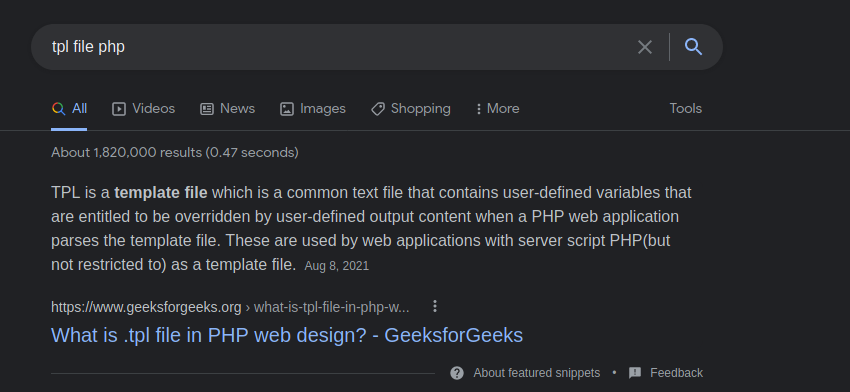 tpl file php
All Videos News Images Shopping More Tools
About 1,820,000 results (0.47 seconds)
TPL is a template file which is a common text file that contains user-defined variables that
are entitled to be overridden by user-defined output content when a PHP web application
parses the template file. These are used by web applications with server script PHP(but
not restricted to) as a template file. Aug 8, 2021
https://www.geeksforgeeks.org › what-is-tpl-file-in-php-w...
What is .tpl file in PHP web design? - GeeksforGeeks
About featured snippets • Feedback